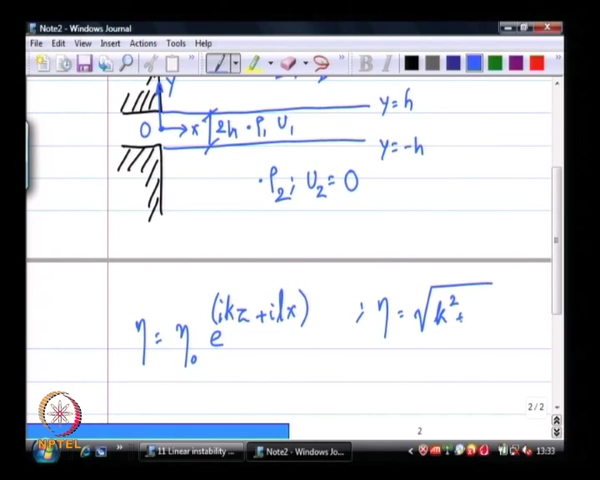 Note2 - Windows Journal
File Edit View Insert Actions Tools Help
B I
y
y=h
O x 2h · ρ₁ U₁
y=-h
·ρ₂ ; U₂ = 0
η = η₀ e^(ikz + ilx) ; η = √k² +
2/2
2
NPTEL
11 Linear instability ...
Note2 - Windows Jo...
13:33